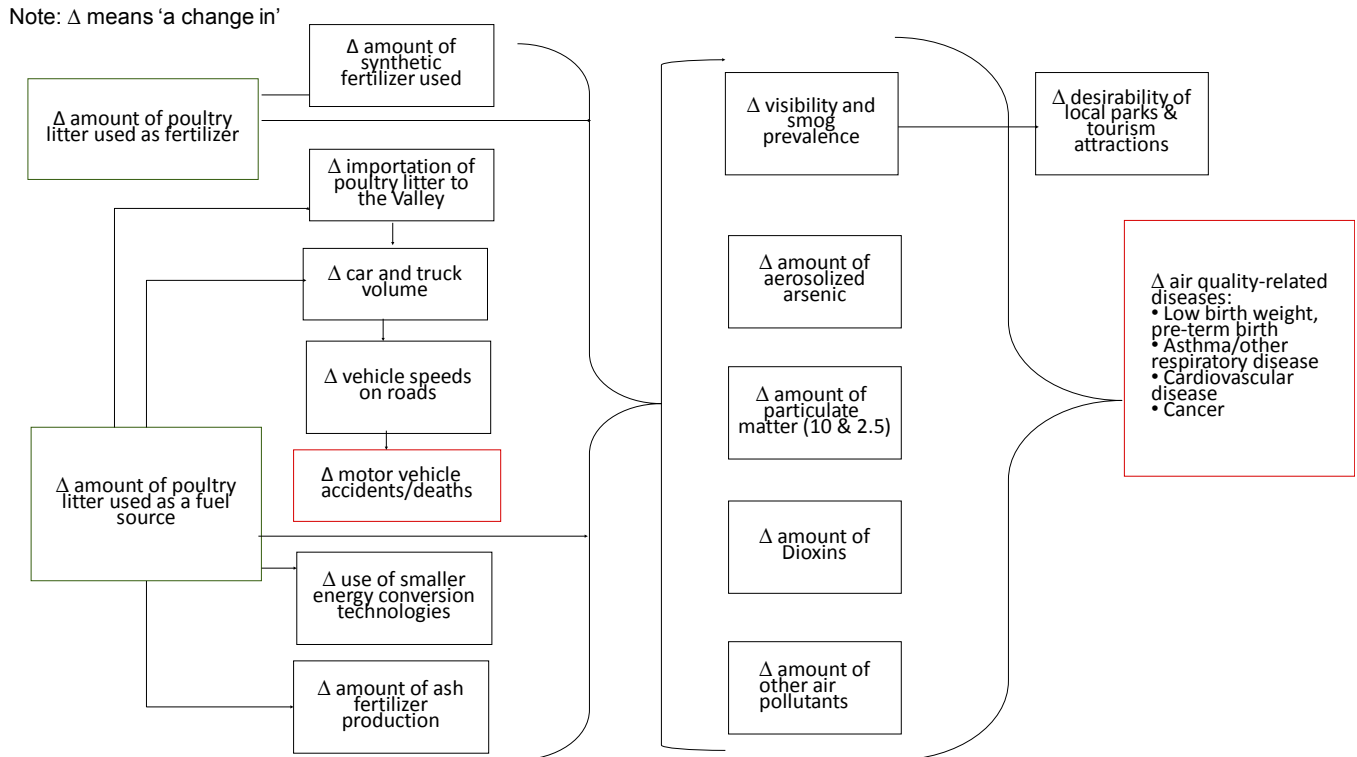 Note: Δ means ‘a change in’
Δ amount of
synthetic
fertilizer used
Δ amount of poultry
litter used as fertilizer
Δ importation of
poultry litter to
the Valley
Δ car and truck
volume
Δ vehicle speeds
on roads
Δ motor vehicle
accidents/deaths
Δ amount of poultry
litter used as a fuel
source
Δ use of smaller
energy conversion
technologies
Δ amount of ash
fertilizer
production
Δ visibility and
smog
prevalence
Δ amount of
aerosolized
arsenic
Δ amount of
particulate
matter (10 & 2.5)
Δ amount of
Dioxins
Δ amount of
other air
pollutants
Δ desirability of
local parks &
tourism
attractions
Δ air quality-related
diseases:
• Low birth weight,
pre-term birth
• Asthma/other
respiratory disease
• Cardiovascular
disease
• Cancer